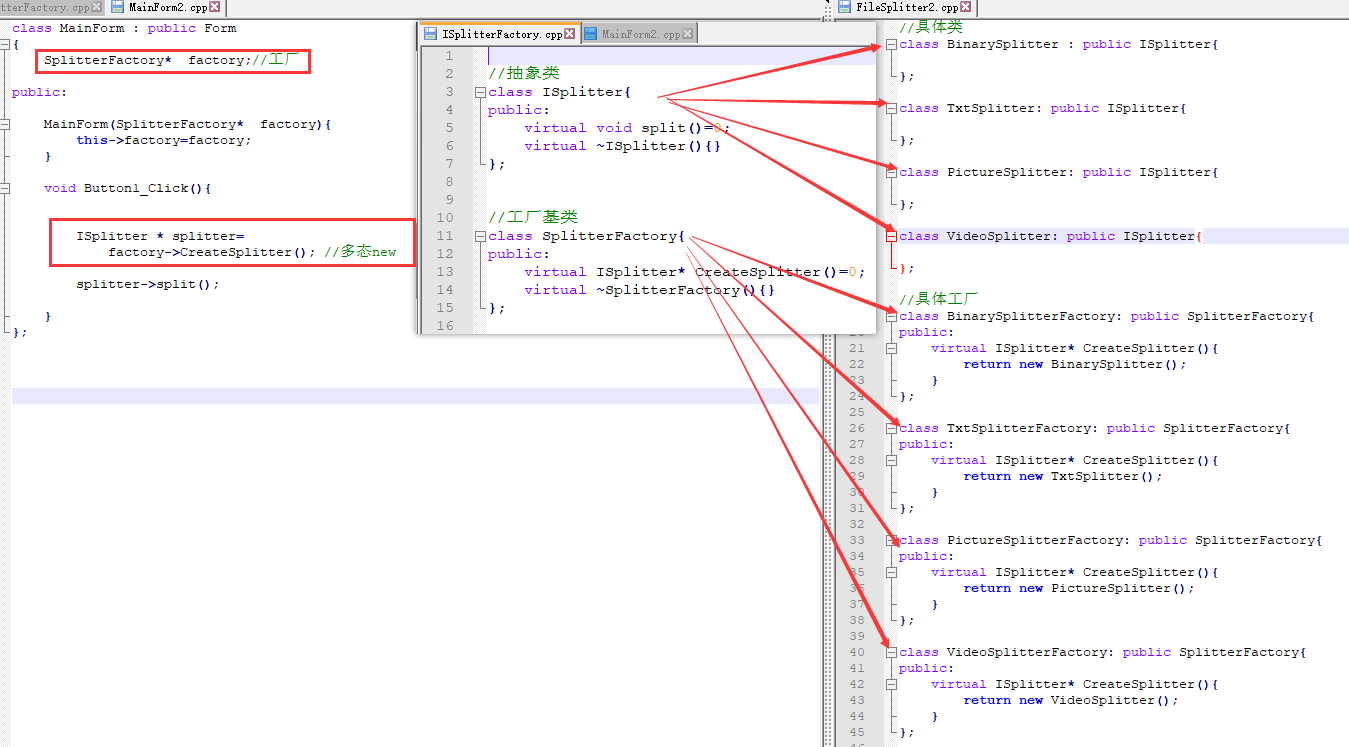 tterFactory.cpp
MainForm2.cpp
class MainForm : public Form
{
SplitterFactory*  factory;//工厂
public:
MainForm(SplitterFactory*  factory){
this->factory=factory;
}
void Button1_Click(){
ISplitter * splitter=
factory->CreateSplitter(); //多态new
splitter->split();
}
};
ISplitterFactory.cpp
MainForm2.cpp
1
2 //抽象类
3 class ISplitter{
4 public:
5 virtual void split()=0;
6 virtual ~ISplitter(){}
7 };
8
9
10 //工厂基类
11 class SplitterFactory{
12 public:
13 virtual ISplitter* CreateSplitter()=0;
14 virtual ~SplitterFactory(){}
15 };
16
FileSplitter2.cpp
//具体类
class BinarySplitter : public ISplitter{
};
class TxtSplitter: public ISplitter{
};
class PictureSplitter: public ISplitter{
};
class VideoSplitter: public ISplitter{
};
//具体工厂
class BinarySplitterFactory: public SplitterFactory{
public:
21 virtual ISplitter* CreateSplitter(){
22 return new BinarySplitter();
23 }
24 };
25
26 class TxtSplitterFactory: public SplitterFactory{
27 public:
28 virtual ISplitter* CreateSplitter(){
29 return new TxtSplitter();
30 }
31 };
32
33 class PictureSplitterFactory: public SplitterFactory{
34 public:
35 virtual ISplitter* CreateSplitter(){
36 return new PictureSplitter();
37 }
38 };
39
40 class VideoSplitterFactory: public SplitterFactory{
41 public:
42 virtual ISplitter* CreateSplitter(){
43 return new VideoSplitter();
44 }
45 };